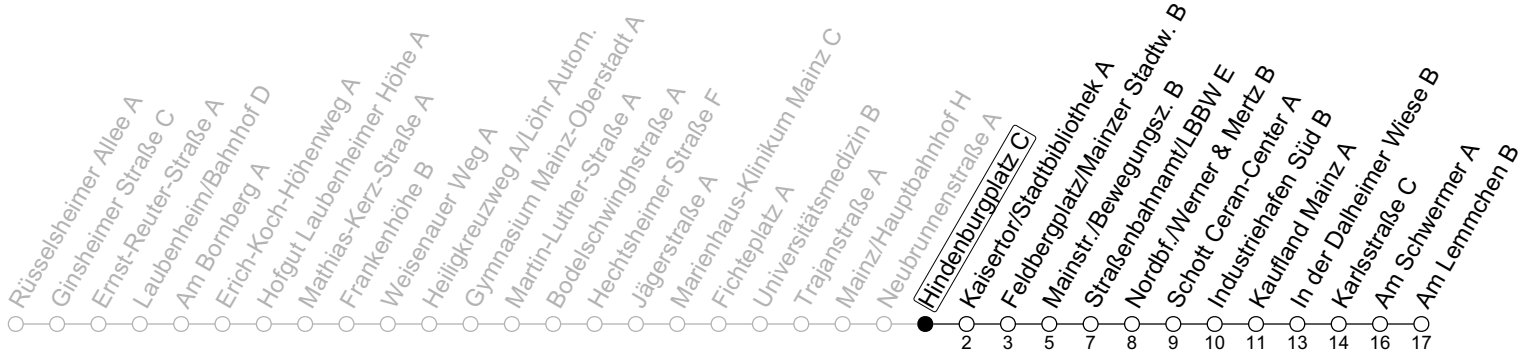 Rüsselsheimer Allee A
Ginsheimer Straße C
Ernst-Reuter-Straße A
Laubenheim/Bahnhof D
Am Bornberg A
Erich-Koch-Höhenweg A
Hofgut Laubenheimer Höhe A
Mathias-Kerz-Straße A
Frankenhöhe B
Weisenauer Weg A
Heiligkreuzweg A/Löhr Autom.
Gymnasium Mainz-Oberstadt A
Martin-Luther-Straße A
Bodelschwinghstraße A
Hechtsheimer Straße F
Jägerstraße A
Marienhaus-Klinikum Mainz C
Fichteplatz A
Universitätsmedizin B
Trajanstraße A
Mainz/Hauptbahnhof H
Neubrunnenstraße A
Hindenburgplatz C
Kaisertor/Stadtbibliothek A
Feldbergplatz/Mainzer Stadtw. B
Mainstr./Bewegungsz. B
Straßenbahnamt/LBBW E
Nordbf./Werner & Mertz B
Schott Ceran-Center A
Industriehafen Süd B
Kaufland Mainz A
In der Dalheimer Wiese B
Karlsstraße C
Am Schwermer A
Am Lemmchen B
2 3 5 7 8 9 10 11 13 14 16 17